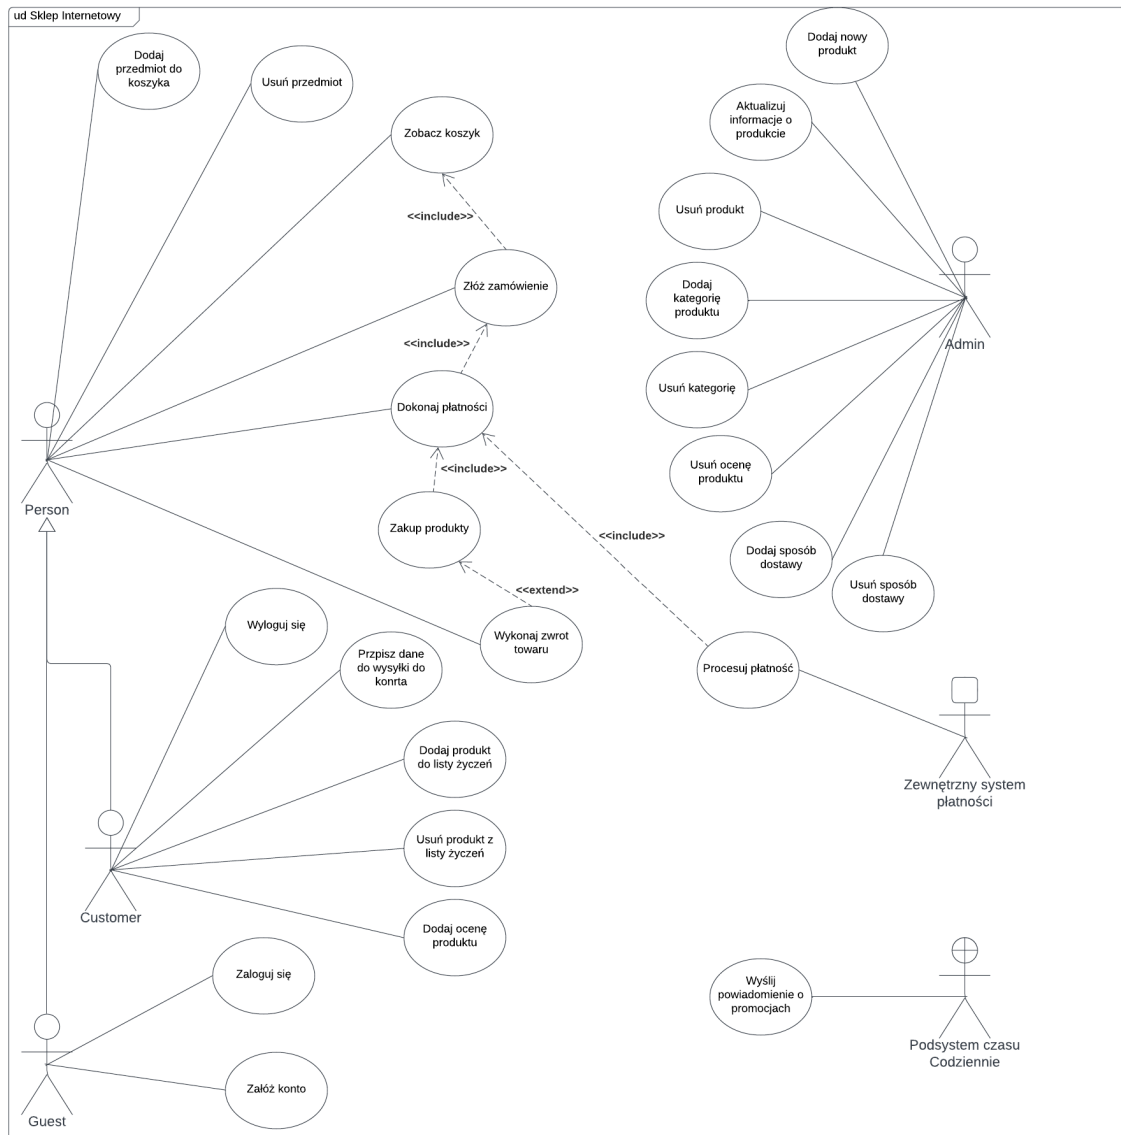 ud Sklep Internetowy
Dodaj
przedmiot do
koszyka
Usuń przedmiot
Zobacz koszyk
<<include>>
Złóż zamówienie
<<include>>
Dokonaj płatności
<<include>>
Zakup produkty
<<include>>
<<extend>>
Wykonaj zwrot
towaru
Person
Dodaj nowy
produkt
Aktualizuj
informacje o
produkcie
Usuń produkt
Dodaj
kategorię
produktu
Usuń kategorię
Usuń ocenę
produktu
Dodaj sposób
dostawy
Usuń sposób
dostawy
Admin
Wyloguj się
Przpisz dane
do wysyłki do
konrta
Dodaj produkt
do listy życzeń
Usuń produkt z
listy życzeń
Dodaj ocenę
produktu
Customer
Procesuj płatność
Zewnętrzny system
płatności
Zaloguj się
Załóż konto
Guest
Wyślij
powiadomienie o
promocjach
Podsystem czasu
Codziennie